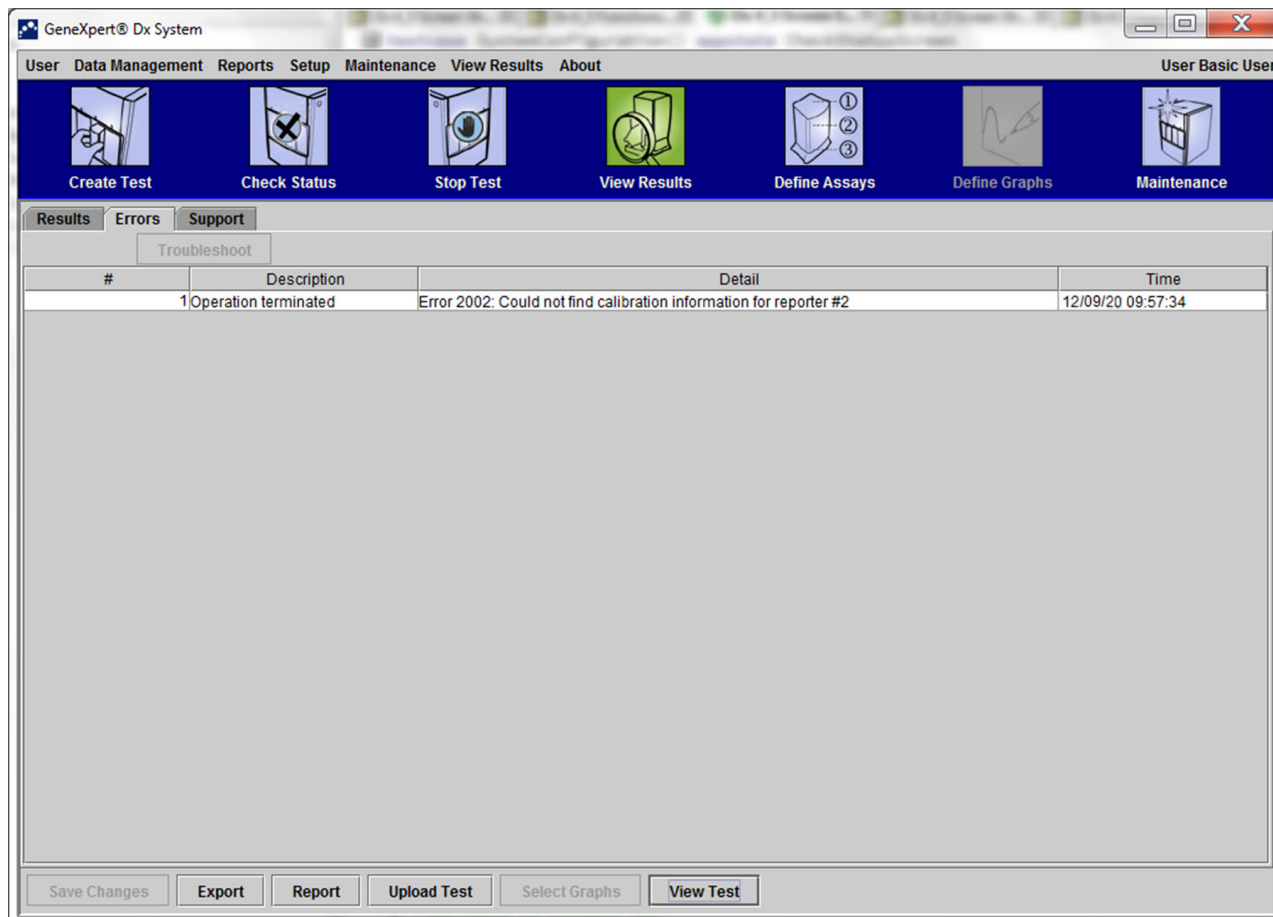 GeneXpert® Dx System
User Data Management Reports Setup Maintenance View Results About User Basic User
① 
②
③
Create Test Check Status Stop Test View Results Define Assays Define Graphs Maintenance
Results Errors Support
Troubleshoot
# Description Detail Time
1 Operation terminated Error 2002: Could not find calibration information for reporter #2 12/09/20 09:57:34
Save Changes Export Report Upload Test Select Graphs View Test